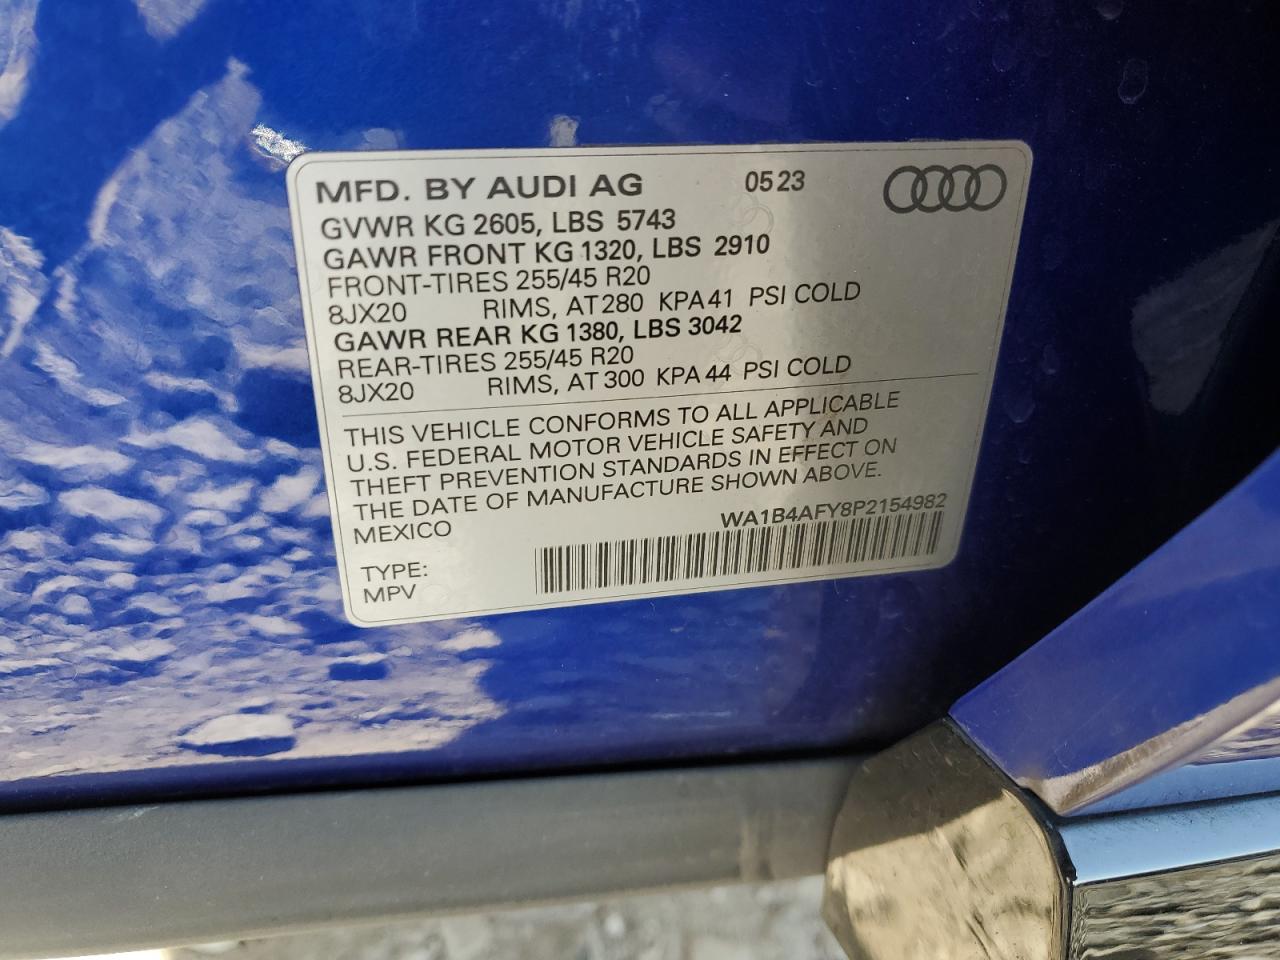 MFD. BY AUDI AG 0523
GVWR KG 2605, LBS 5743
GAWR FRONT KG 1320, LBS 2910
FRONT-TIRES 255/45 R20
8JX20 RIMS, AT 280 KPA 41 PSI COLD
GAWR REAR KG 1380, LBS 3042
REAR-TIRES 255/45 R20
8JX20 RIMS, AT 300 KPA 44 PSI COLD
THIS VEHICLE CONFORMS TO ALL APPLICABLE
U.S. FEDERAL MOTOR VEHICLE SAFETY AND
THEFT PREVENTION STANDARDS IN EFFECT ON
THE DATE OF MANUFACTURE SHOWN ABOVE.
MEXICO WA1B4AFY8P2154982
TYPE:
MPV